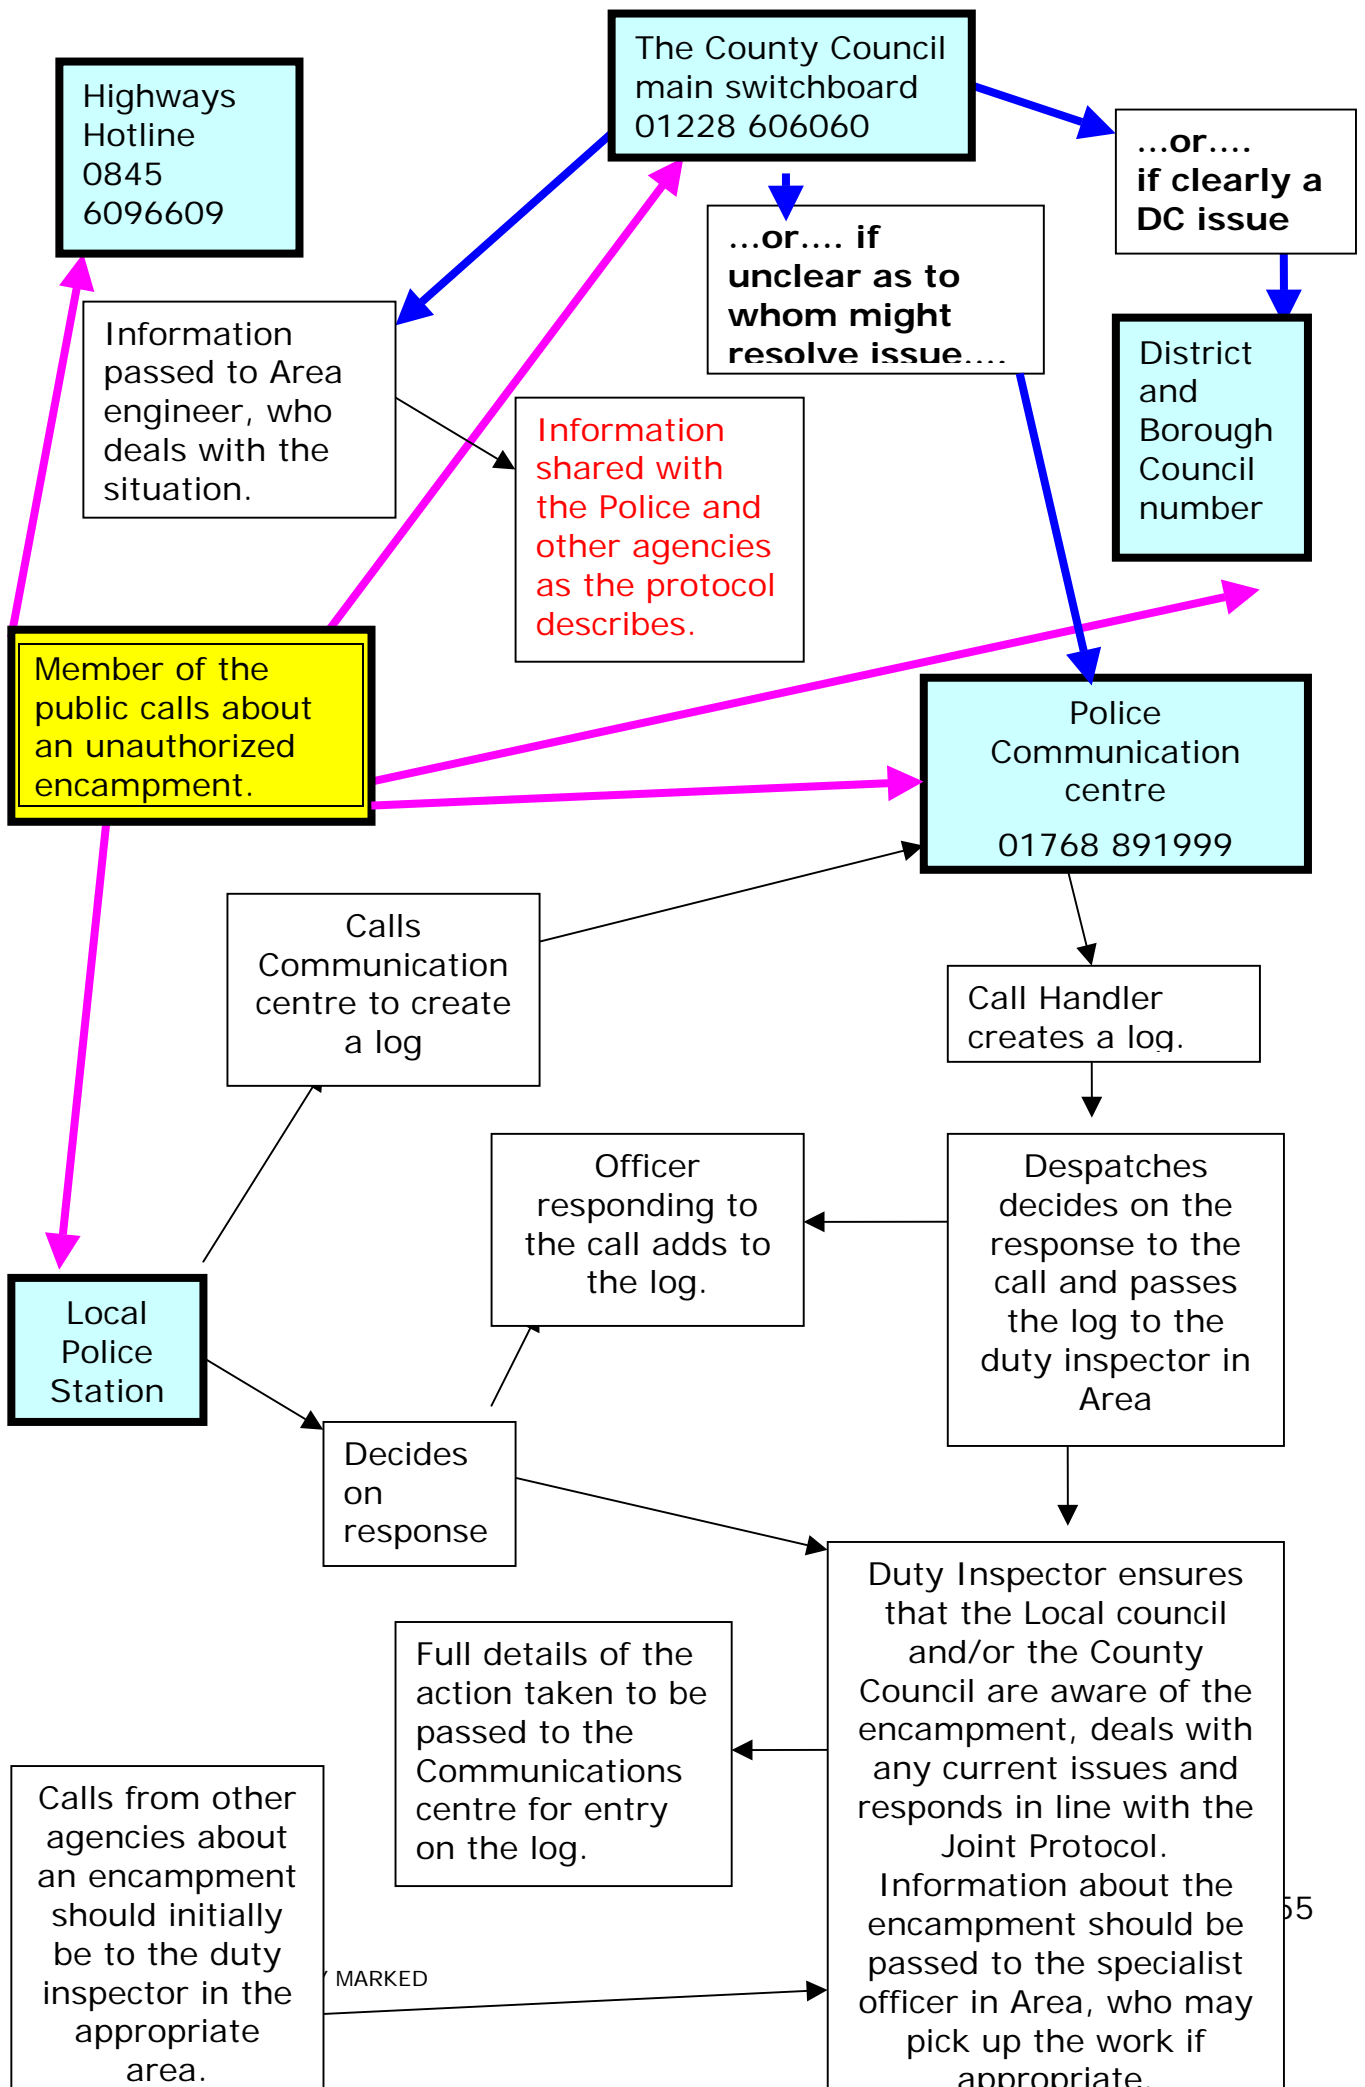 The County Council
main switchboard
01228 606060
Highways
Hotline
0845
6096609
...or....
if clearly a
DC issue
...or.... if
unclear as to
whom might
resolve issue....
Information
passed to Area
engineer, who
deals with the
situation.
District
and
Borough
Council
number
Information
shared with
the Police and
other agencies
as the protocol
describes.
Member of the
public calls about
an unauthorized
encampment.
Police
Communication
centre
01768 891999
Calls
Communication
centre to create
a log
Call Handler
creates a log.
Officer
responding to
the call adds to
the log.
Despatches
decides on the
response to the
call and passes
the log to the
duty inspector in
Area
Local
Police
Station
Decides
on
response
Duty Inspector ensures
that the Local council
and/or the County
Council are aware of the
encampment, deals with
any current issues and
responds in line with the
Joint Protocol.
Information about the
encampment should be
passed to the specialist
officer in Area, who may
pick up the work if
appropriate.
Full details of the
action taken to be
passed to the
Communications
centre for entry
on the log.
Calls from other
agencies about
an encampment
should initially
be to the duty
inspector in the
appropriate
area.
55
MARKED